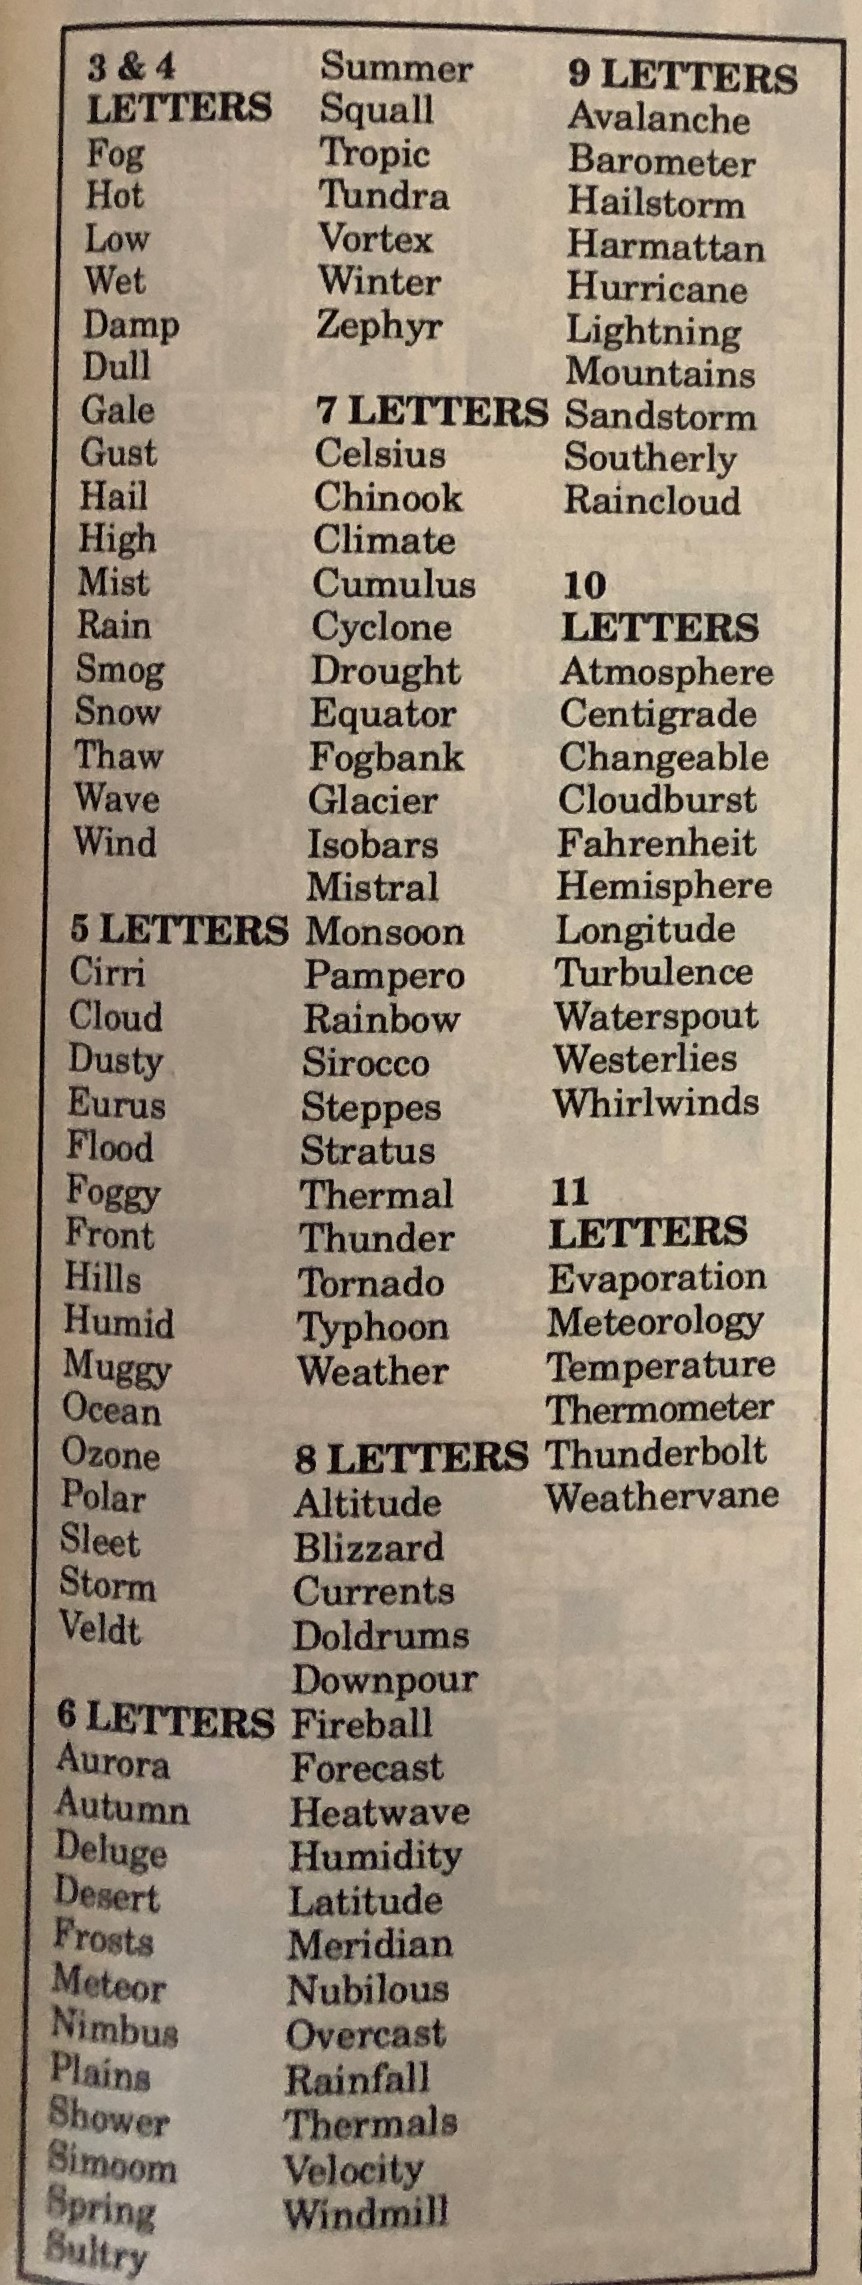 3 & 4
LETTERS
Fog
Hot
Low
Wet
Damp
Dull
Gale
Gust
Hail
High
Mist
Rain
Smog
Snow
Thaw
Wave
Wind
5 LETTERS
Cirri
Cloud
Dusty
Eurus
Flood
Foggy
Front
Hills
Humid
Muggy
Ocean
Ozone
Polar
Sleet
Storm
Veldt
6 LETTERS
Aurora
Autumn
Deluge
Desert
Frosts
Meteor
Nimbus
Plains
Shower
Simoom
Spring
Sultry
Summer
Squall
Tropic
Tundra
Vortex
Winter
Zephyr
7 LETTERS
Celsius
Chinook
Climate
Cumulus
Cyclone
Drought
Equator
Fogbank
Glacier
Isobars
Mistral
Monsoon
Pampero
Rainbow
Sirocco
Steppes
Stratus
Thermal
Thunder
Tornado
Typhoon
Weather
8 LETTERS
Altitude
Blizzard
Currents
Doldrums
Downpour
Fireball
Forecast
Heatwave
Humidity
Latitude
Meridian
Nubilous
Overcast
Rainfall
Thermals
Velocity
Windmill
9 LETTERS
Avalanche
Barometer
Hailstorm
Harmattan
Hurricane
Lightning
Mountains
Sandstorm
Southerly
Raincloud
10
LETTERS
Atmosphere
Centigrade
Changeable
Cloudburst
Fahrenheit
Hemisphere
Longitude
Turbulence
Waterspout
Westerlies
Whirlwinds
11
LETTERS
Evaporation
Meteorology
Temperature
Thermometer
Thunderbolt
Weathervane